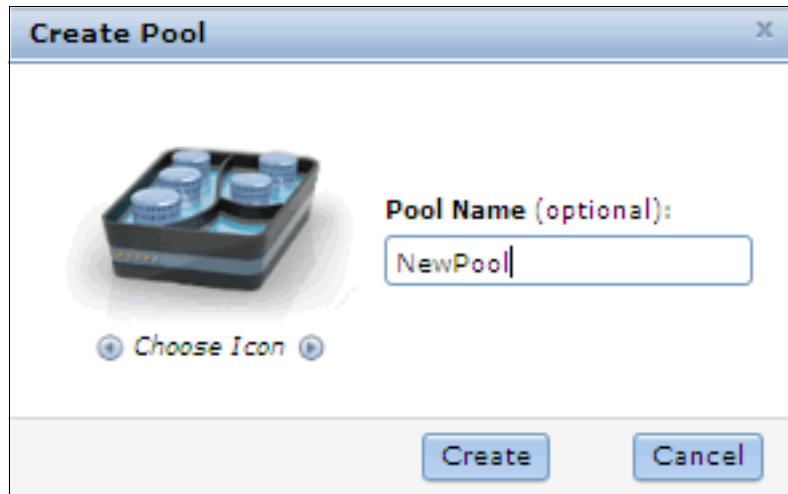 Create Pool
x
Pool Name (optional):
NewPool
Choose Icon
Create
Cancel